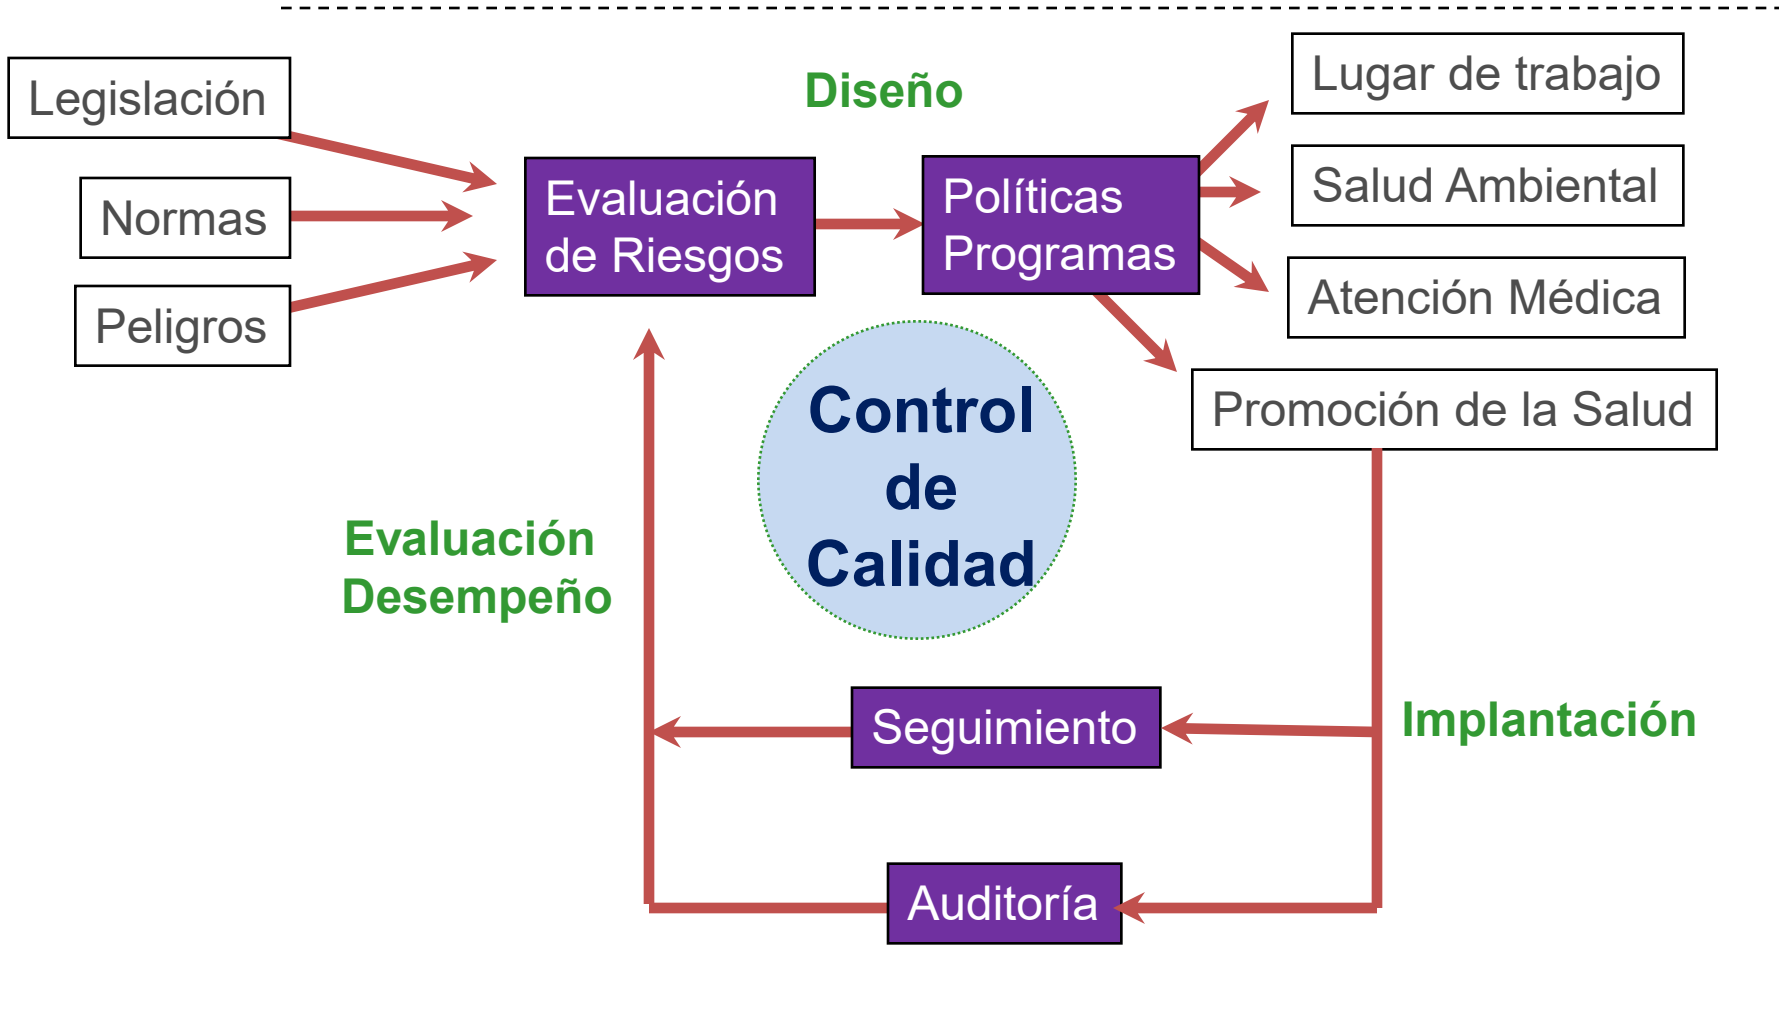 Legislación
Normas
Peligros
Diseño
Evaluación
de Riesgos
Políticas
Programas
Lugar de trabajo
Salud Ambiental
Atención Médica
Promoción de la Salud
Control
de
Calidad
Evaluación
Desempeño
Seguimiento
Implantación
Auditoría